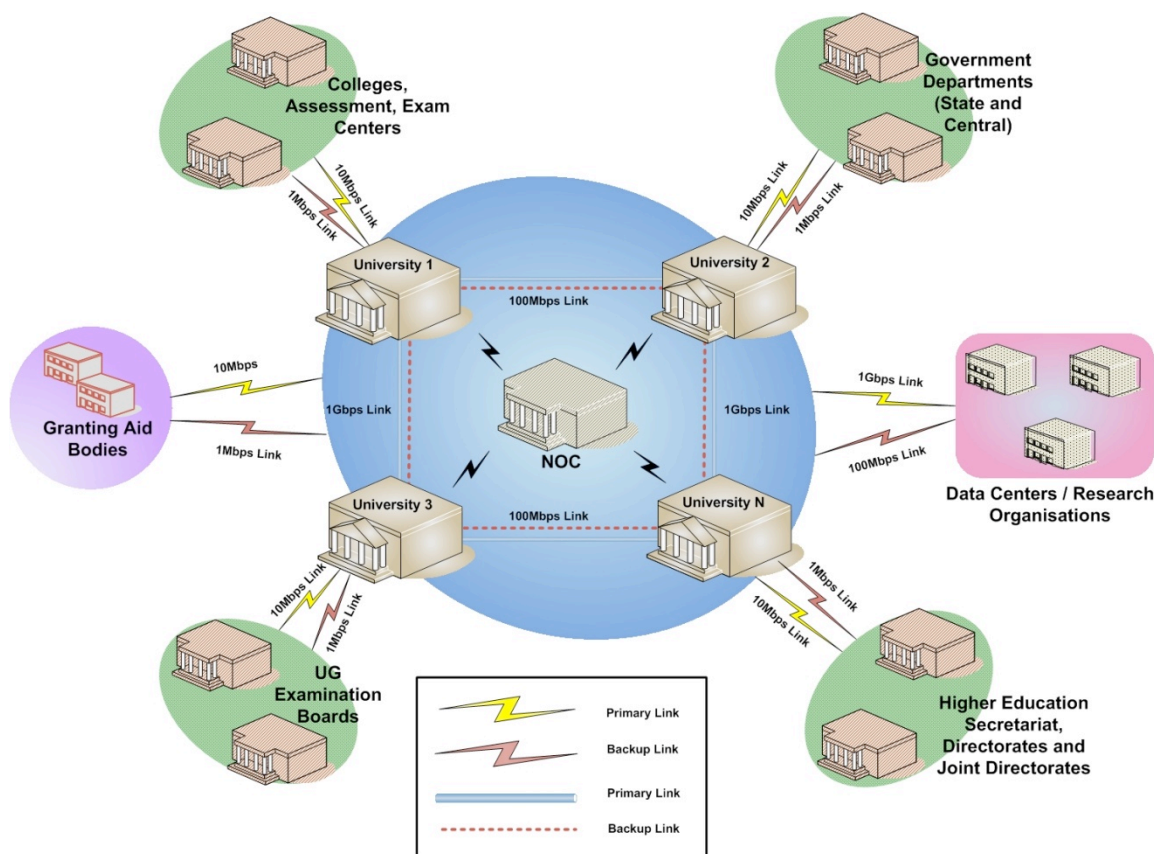 Colleges,
Assessment, Exam
Centers
Government
Departments
(State and
Central)
10Mbps Link
1Mbps Link
10Mbps Link
1Mbps Link
University 1
University 2
100Mbps Link
10Mbps
1Gbps Link
1Gbps Link
1Gbps Link
Granting Aid
Bodies
1Mbps Link
NOC
100Mbps Link
Data Centers / Research
Organisations
University 3
University N
100Mbps Link
10Mbps Link
1Mbps Link
1Mbps Link
10Mbps Link
UG
Examination
Boards
Higher Education
Secretariat,
Directorates and
Joint Directorates
Primary Link
Backup Link
Primary Link
Backup Link